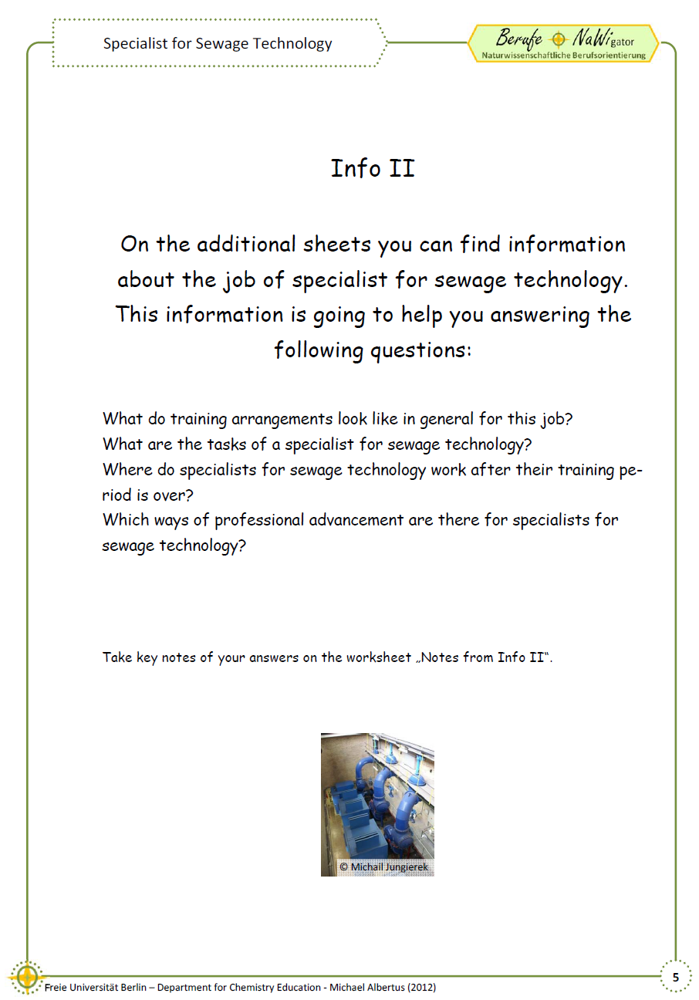 Specialist for Sewage Technology
Berufe NaWigator
Naturwissenschaftliche Berufsorientierung
Info II
On the additional sheets you can find information
about the job of specialist for sewage technology.
This information is going to help you answering the
following questions:
What do training arrangements look like in general for this job?
What are the tasks of a specialist for sewage technology?
Where do specialists for sewage technology work after their training pe-
riod is over?
Which ways of professional advancement are there for specialists for
sewage technology?
Take key notes of your answers on the worksheet „Notes from Info II“.
© Michail Jungierek
5
Freie Universität Berlin – Department for Chemistry Education - Michael Albertus (2012)